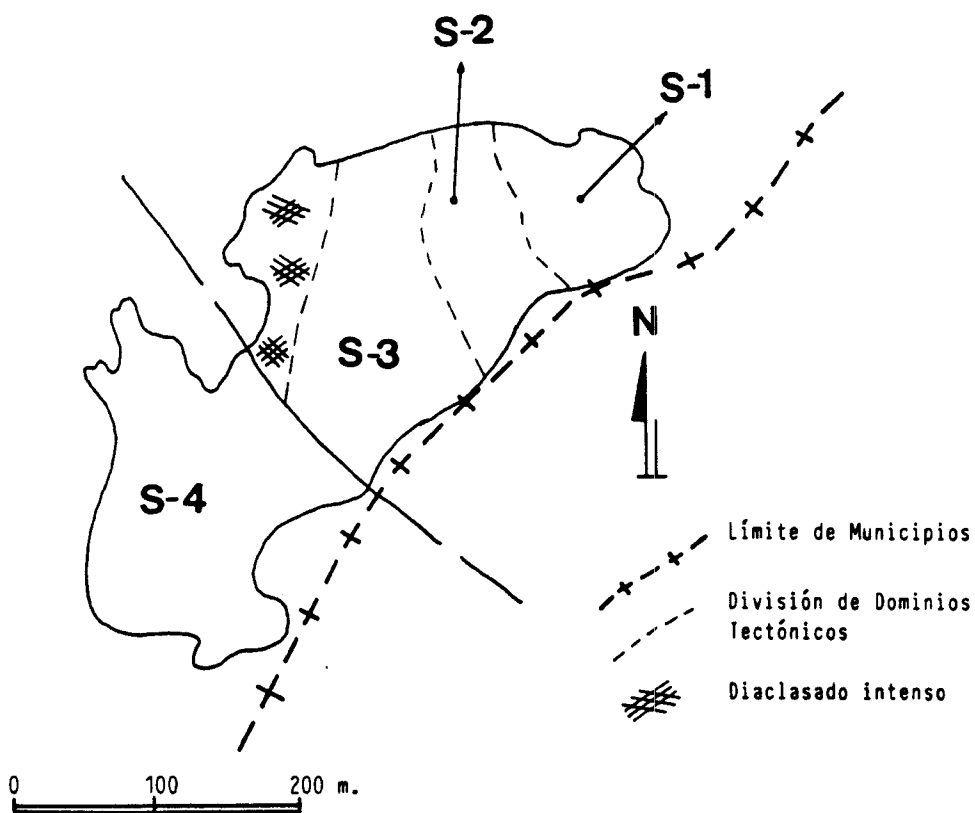 S-2
S-1
N
S-3
S-4
Límite de Municipios
División de Dominios
Tectónicos
Diaclasado intenso
0 100 200 m.